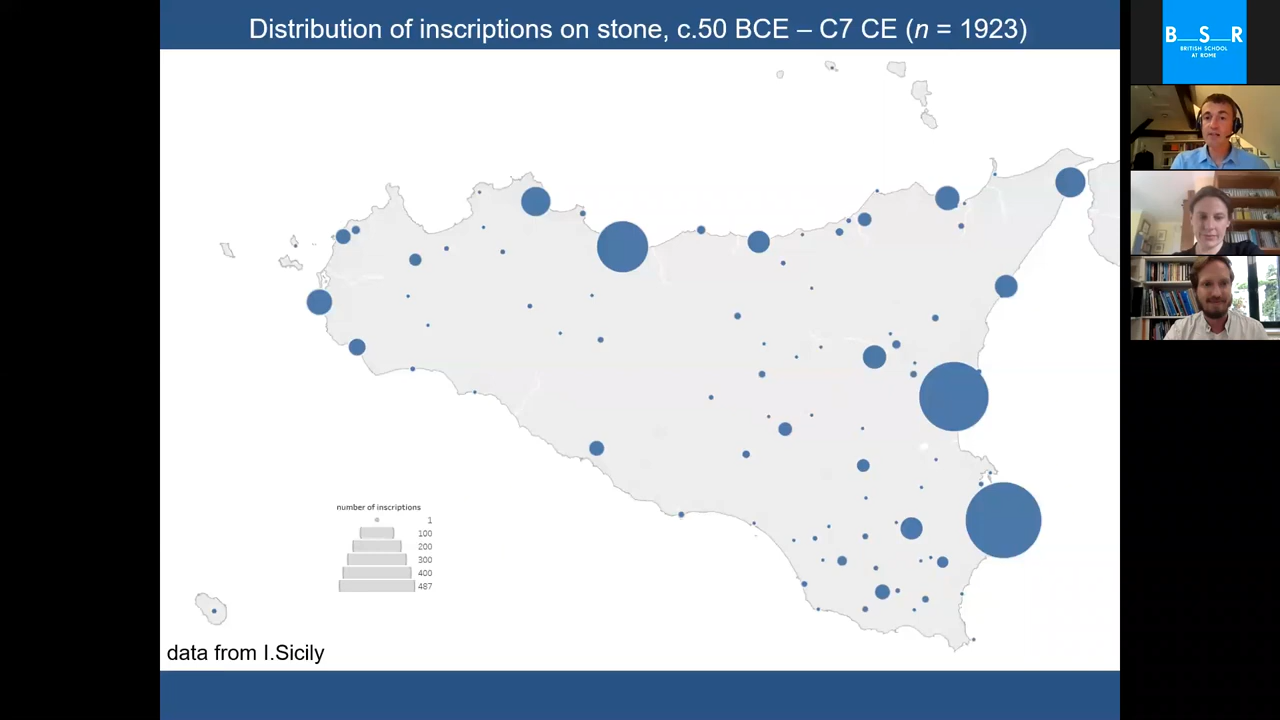 Distribution of inscriptions on stone, c.50 BCE – C7 CE (n = 1923)
B__S__R
BRITISH SCHOOL
AT ROME
number of inscriptions
1
100
200
300
400
487
data from I.Sicily